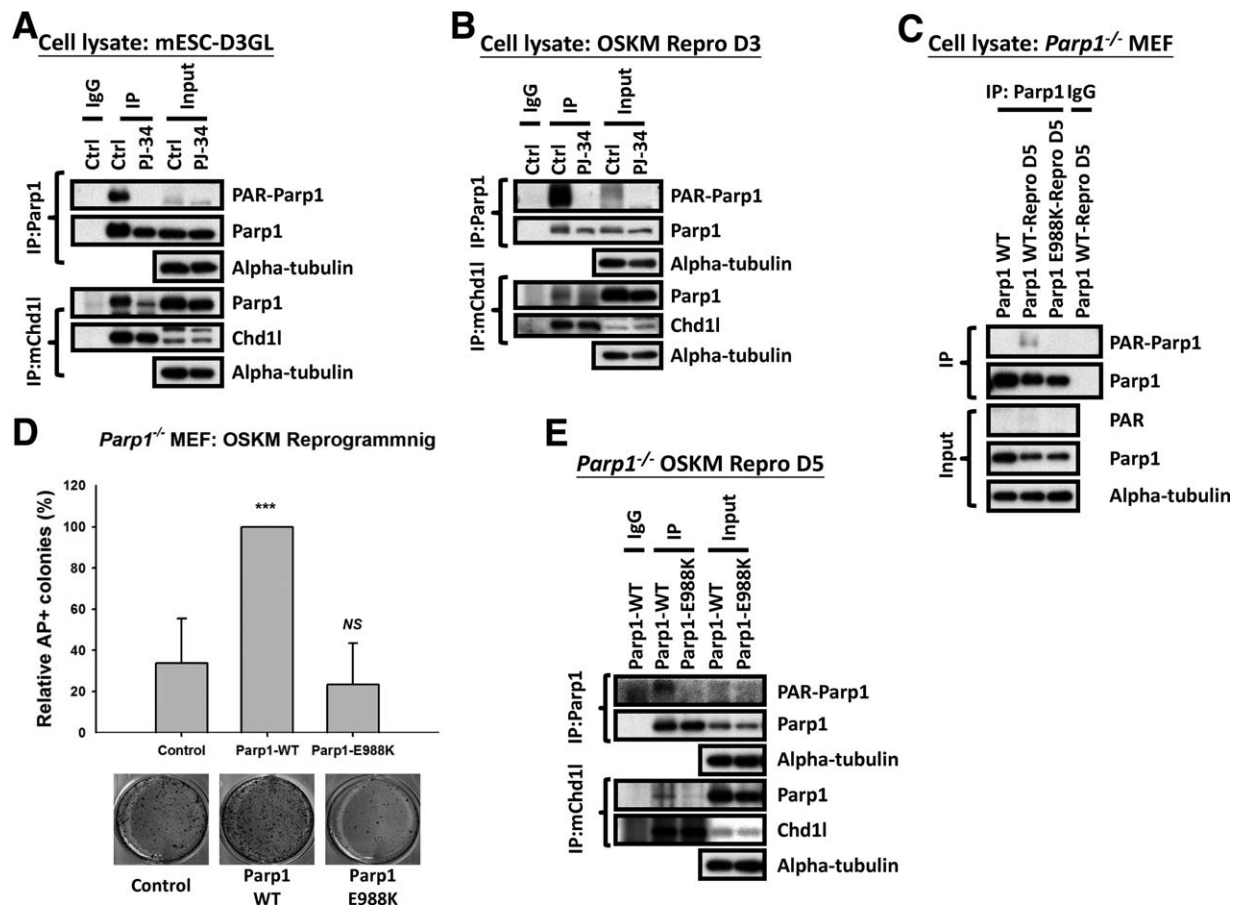 A
Cell lysate: mESC-D3GL
IgG
IP
Input
Ctrl
Ctrl
PJ-34
Ctrl
PJ-34
IP:Parp1
PAR-Parp1
Parp1
Alpha-tubulin
IP:mChd1l
Parp1
Chd1l
Alpha-tubulin
B
Cell lysate: OSKM Repro D3
IgG
IP
Input
Ctrl
Ctrl
PJ-34
Ctrl
PJ-34
IP:Parp1
PAR-Parp1
Parp1
Alpha-tubulin
IP:mChd1l
Parp1
Chd1l
Alpha-tubulin
C
Cell lysate: Parp1-/- MEF
IP: Parp1 IgG
Parp1 WT
Parp1 WT-Repro D5
Parp1 E988K-Repro D5
Parp1 WT-Repro D5
IP
PAR-Parp1
Parp1
Input
PAR
Parp1
Alpha-tubulin
D
Parp1-/- MEF: OSKM Reprogrammnig
Relative AP+ colonies (%)
120
100
80
60
40
20
0
***
NS
Control
Parp1-WT
Parp1-E988K
Control
Parp1
WT
Parp1
E988K
E
Parp1-/- OSKM Repro D5
IgG
IP
Input
Parp1-WT
Parp1-WT
Parp1-E988K
Parp1-WT
Parp1-E988K
IP:Parp1
PAR-Parp1
Parp1
Alpha-tubulin
IP:mChd1l
Parp1
Chd1l
Alpha-tubulin